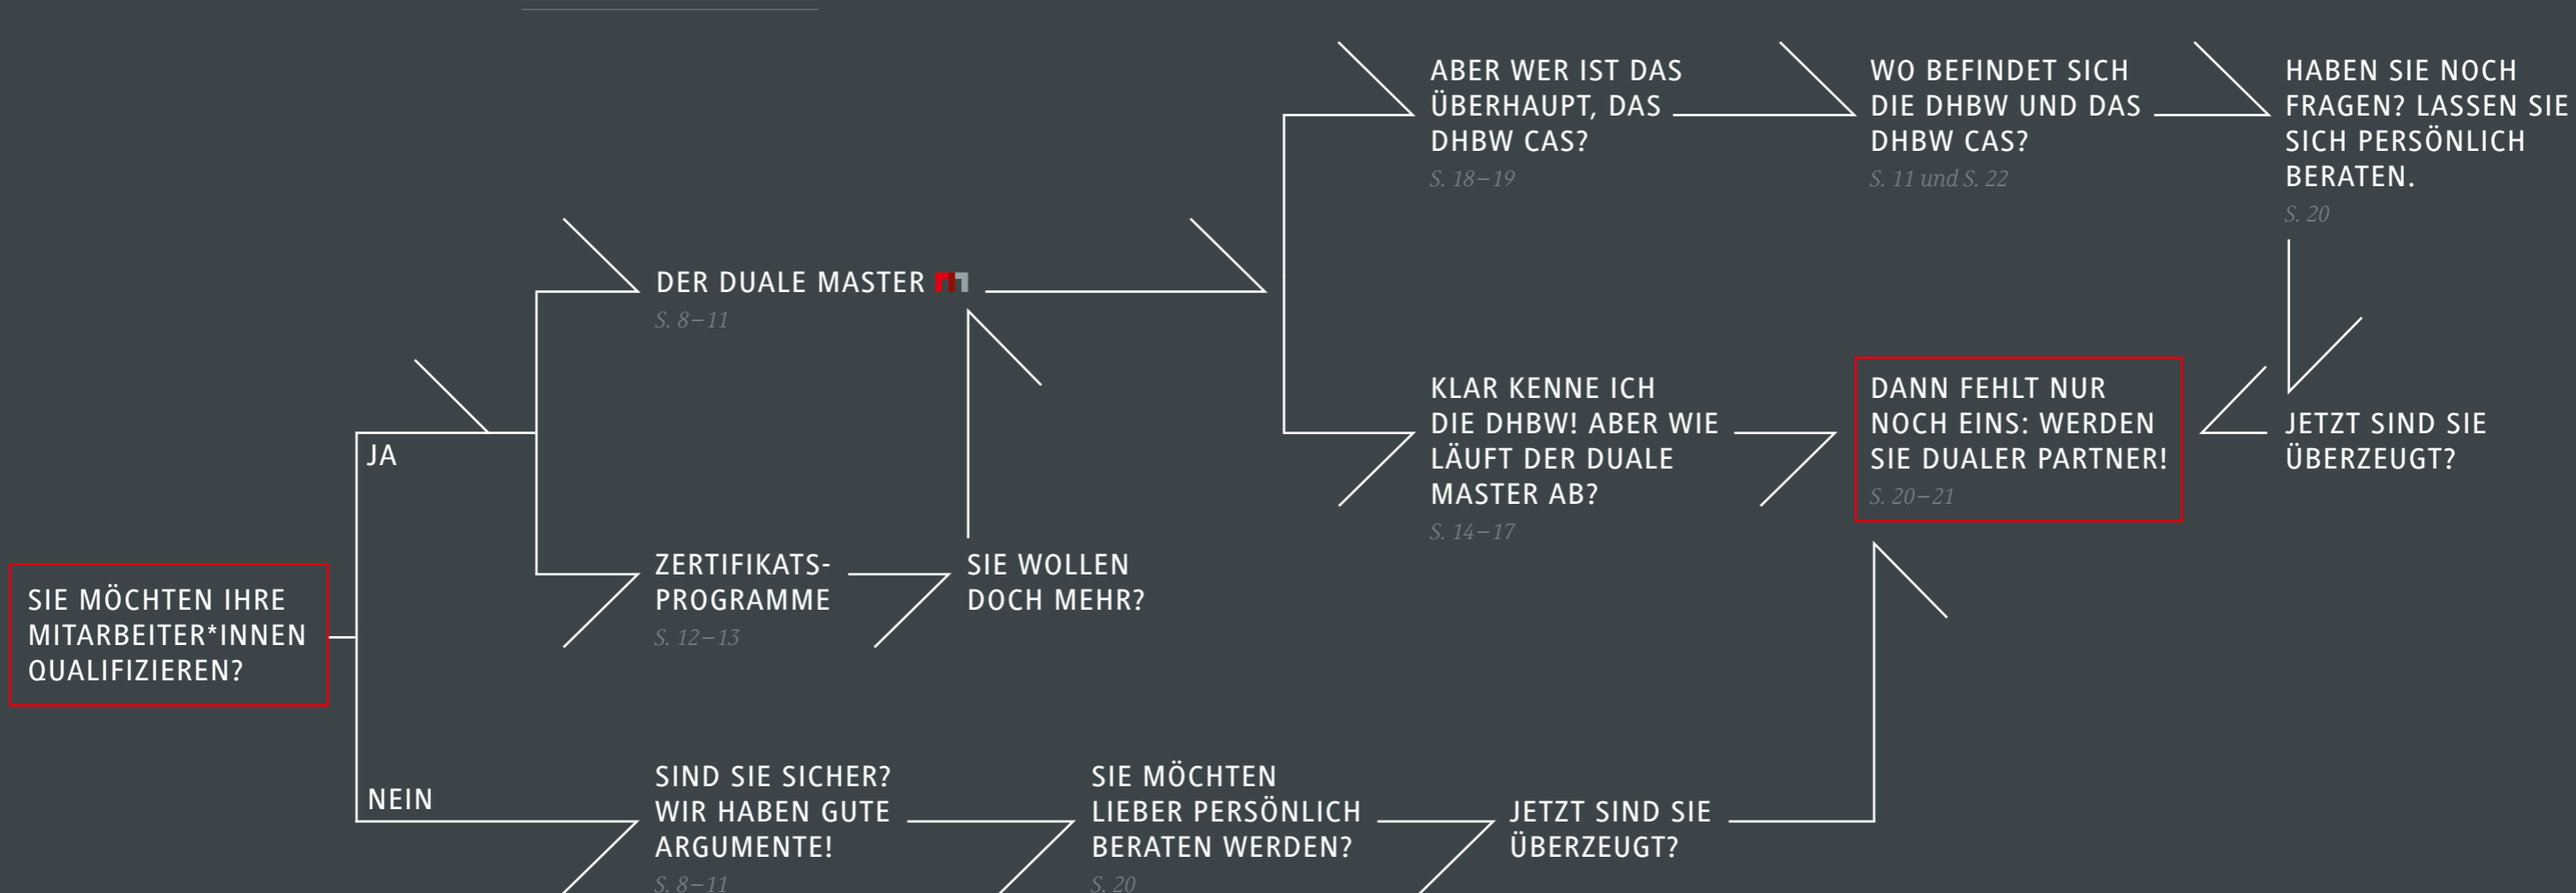 ABER WER IST DAS
ÜBERHAUPT, DAS
DHBW CAS?
S. 18–19
WO BEFINDET SICH
DIE DHBW UND DAS
DHBW CAS?
S. 11 und S. 22
HABEN SIE NOCH
FRAGEN? LASSEN SIE
SICH PERSÖNLICH
BERATEN.
S. 20
DER DUALE MASTER
S. 8–11
KLAR KENNE ICH
DIE DHBW! ABER WIE
LÄUFT DER DUALE
MASTER AB?
S. 14–17
DANN FEHLT NUR
NOCH EINS: WERDEN
SIE DUALER PARTNER!
S. 20–21
JETZT SIND SIE
ÜBERZEUGT?
JA
ZERTIFIKATS-
PROGRAMME
S. 12–13
SIE WOLLEN
DOCH MEHR?
SIE MÖCHTEN IHRE
MITARBEITER*INNEN
QUALIFIZIEREN?
NEIN
SIND SIE SICHER?
WIR HABEN GUTE
ARGUMENTE!
S. 8–11
SIE MÖCHTEN
LIEBER PERSÖNLICH
BERATEN WERDEN?
S. 20
JETZT SIND SIE
ÜBERZEUGT?